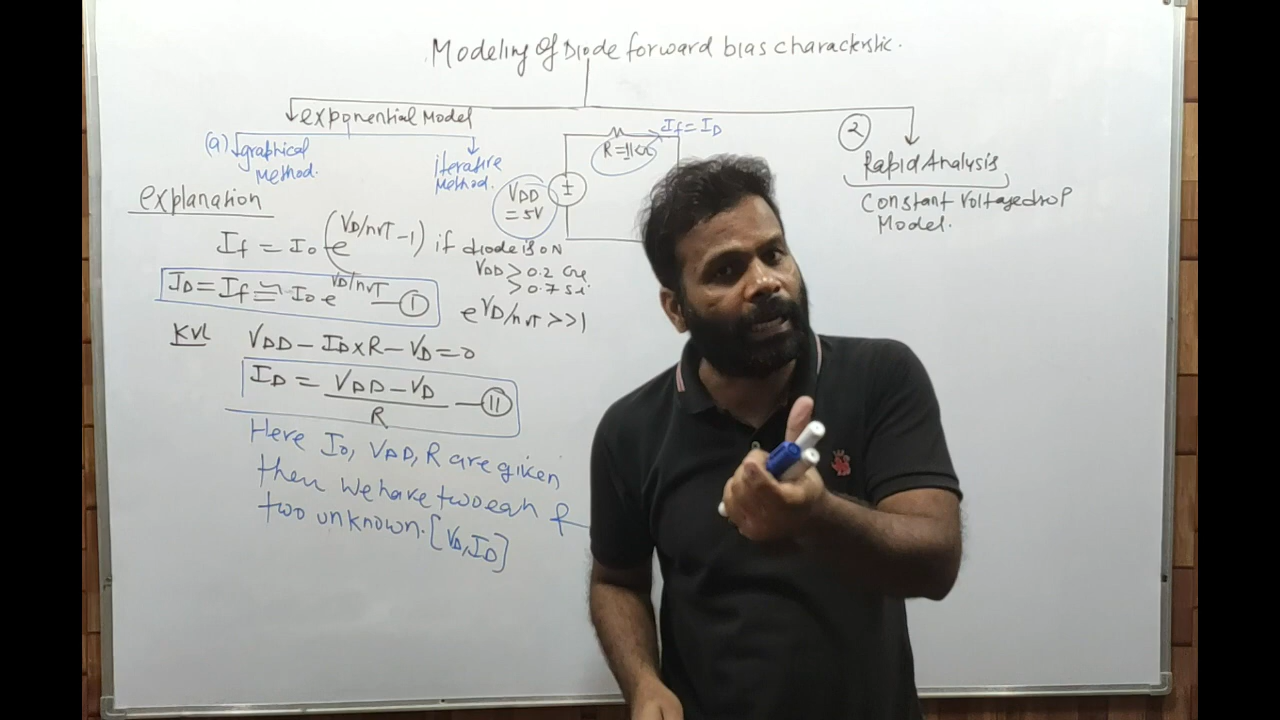 Modeling Of Diode forward bias characterstic.
exponential Model
(a) graphical Method.
iterative Method.
If = ID
R=1kΩ
VDD = 5V
±
2
Rapid Analysis
Constant Voltage drop Model.
explanation
If = Io e^(VD/nVT - 1) if diode is ON
VDD > 0.2 Ge
> 0.7 Si
ID = If ≅ Io e^VD/nVT — I
e^VD/nVT >> 1
KVL VDD - ID×R - VD = 0
ID = (VDD - VD)/R — II
Here Io, VDD, R are given
then we have two eqn &
two unknown. [VD, ID]